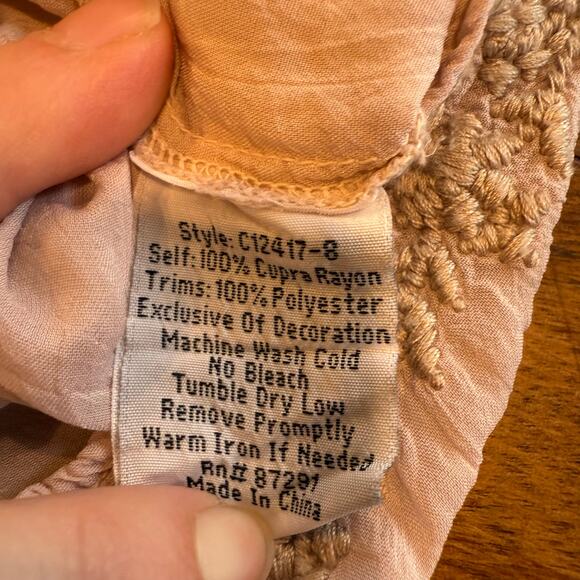 Style: C12417-8
Self: 100% Cupra Rayon
Trims: 100% Polyester
Exclusive Of Decoration
Machine Wash Cold
No Bleach
Tumble Dry Low
Remove Promptly
Warm Iron If Needed
Rn# 87291
Made In China